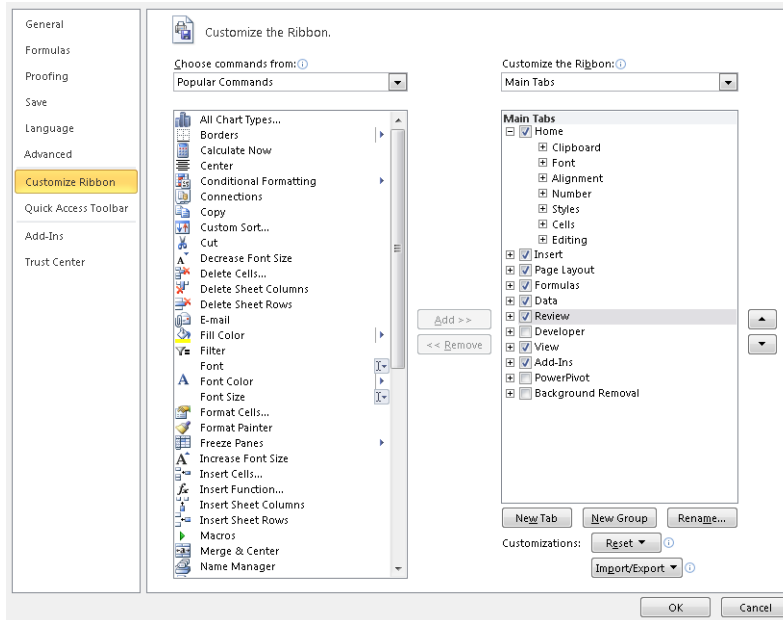 General
Formulas
Proofing
Save
Language
Advanced
Customize Ribbon
Quick Access Toolbar
Add-Ins
Trust Center
Customize the Ribbon.
Choose commands from:
Popular Commands
All Chart Types...
Borders
Calculate Now
Center
Conditional Formatting
Connections
Copy
Custom Sort...
Cut
Decrease Font Size
Delete Cells...
Delete Sheet Columns
Delete Sheet Rows
E-mail
Fill Color
Filter
Font
Font Color
Font Size
Format Cells...
Format Painter
Freeze Panes
Increase Font Size
Insert Cells...
Insert Function...
Insert Sheet Columns
Insert Sheet Rows
Macros
Merge & Center
Name Manager
Add >>
<< Remove
Customize the Ribbon:
Main Tabs
Main Tabs
Home
Clipboard
Font
Alignment
Number
Styles
Cells
Editing
Insert
Page Layout
Formulas
Data
Review
Developer
View
Add-Ins
PowerPivot
Background Removal
New Tab
New Group
Rename...
Customizations:
Reset
Import/Export
OK
Cancel